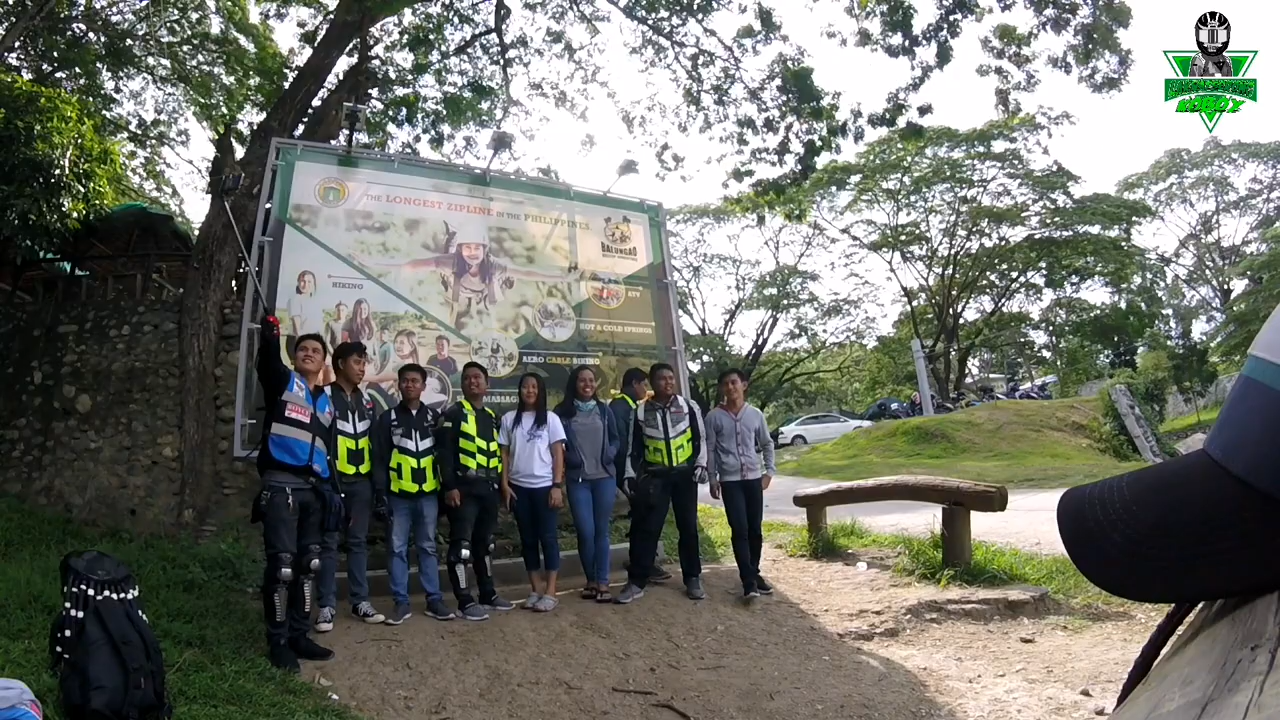 THE LONGEST ZIPLINE IN THE PHILIPPINES.
BALUNGAO
HIKING
ATV
HOT & COLD SPRINGS
AERO CABLE BIKING
MASSAGE